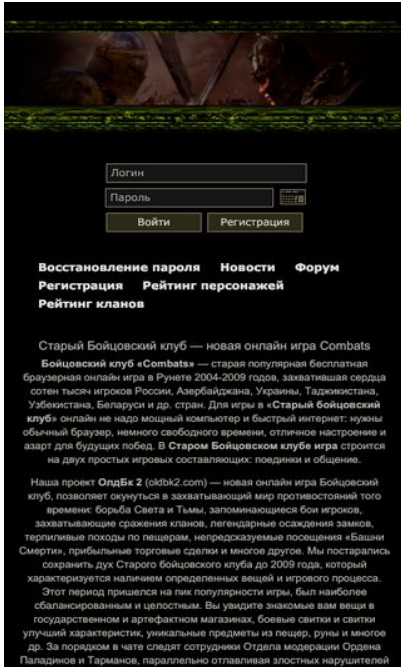 Логин
Пароль
Войти Регистрация
Восстановление пароля Новости Форум
Регистрация Рейтинг персонажей
Рейтинг кланов
Старый Бойцовский клуб — новая онлайн игра Combats
Бойцовский клуб «Combats» — старая популярная бесплатная
браузерная онлайн игра в Рунете 2004-2009 годов, захватившая сердца
сотен тысяч игроков России, Азербайджана, Украины, Таджикистана,
Узбекистана, Беларуси и др. стран. Для игры в «Старый бойцовский
клуб» онлайн не надо мощный компьютер и быстрый интернет: нужны
обычный браузер, немного свободного времени, отличное настроение и
азарт для будущих побед. В Старом Бойцовском клубе игра строится
на двух простых игровых составляющих: поединки и общение.
Наша проект ОлдБк 2 (oldbk2.com) — новая онлайн игра Бойцовский
клуб, позволяет окунуться в захватывающий мир противостояний того
времени: борьба Света и Тьмы, запоминающиеся бои игроков,
захватывающие сражения кланов, легендарные осаждения замков,
терпиливые походы по пещерам, непредсказуемые посещения «Башни
Смерти», прибыльные торговые сделки и многое другое. Мы постарались
сохранить дух Старого бойцовского клуба до 2009 года, который
характеризуется наличием определенных вещей и игрового процесса.
Этот период пришелся на пик популярности игры, был наиболее
сбалансированным и целостным. Вы увидите знакомые вам вещи в
государственном и артефактном магазинах, боевые свитки и свитки
улучший характеристик, уникальные предметы из пещер, руны и многое
др. За порядком в чате следят сотрудники Отдела модерации Ордена
Паладинов и Тарманов, параллельно отлавливая злостных нарушителей